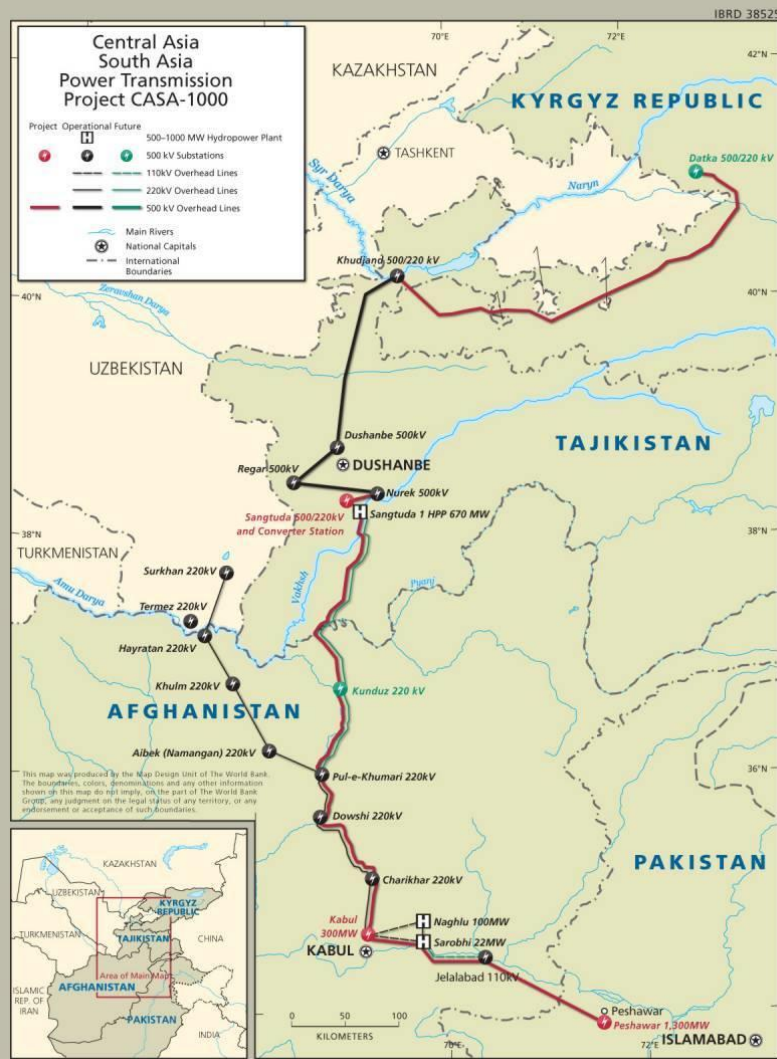 IBRD 38525
70°E
72°E
42°N
42°N
Central Asia
South Asia
Power Transmission
Project CASA-1000
Project Operational Future
H
500–1000 MW Hydropower Plant
500 kV Substations
110kV Overhead Lines
220kV Overhead Lines
500 kV Overhead Lines
Main Rivers
National Capitals
International
Boundaries
KAZAKHSTAN
KYRGYZ REPUBLIC
TASHKENT
Syr Darya
Naryn
Datka 500/220 kV
Khudjand 500/220 kV
40°N
40°N
Zeravshan Darya
UZBEKISTAN
Dushanbe 500kV
DUSHANBE
TAJIKISTAN
Regar 500kV
Nurek 500kV
Sangtuda 500/220kV
and Converter Station
H
Sangtuda 1 HPP 670 MW
38°N
38°N
TURKMENISTAN
Surkhan 220kV
Vakhsh
Pyanj
Amu Darya
Termez 220kV
Hayratan 220kV
Khulm 220kV
Kunduz 220 kV
AFGHANISTAN
Aibek (Namangan) 220kV
Pul-e-Khumari 220kV
36°N
36°N
This map was produced by the Map Design Unit of The World Bank.
The boundaries, colors, denominations and any other information
shown on this map do not imply, on the part of The World Bank
Group, any judgment on the legal status of any territory, or any
endorsement or acceptance of such boundaries.
Dowshi 220kV
Charikhar 220kV
PAKISTAN
Kabul
300MW
H
Naghlu 100MW
H
Sarobhi 22MW
KABUL
Jelalabad 110kV
Peshawar
Peshawar 1,300MW
ISLAMABAD
0 50 100
KILOMETERS
70°E
72°E
KAZAKHSTAN
UZBEKISTAN
KYRGYZ
REPUBLIC
TURKMENISTAN
TAJIKISTAN
CHINA
Area of Main Map
AFGHANISTAN
ISLAMIC
REP. OF
IRAN
PAKISTAN
INDIA